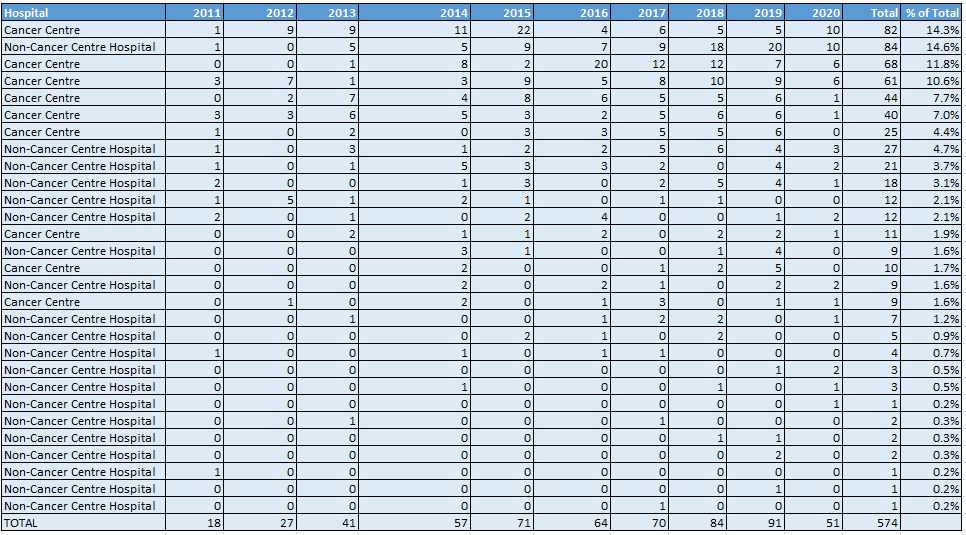 Hospital 2011 2012 2013 2014 2015 2016 2017 2018 2019 2020 Total % of Total
Cancer Centre 1 9 9 11 22 4 6 5 5 10 82 14.3%
Non-Cancer Centre Hospital 1 0 5 5 9 7 9 18 20 10 84 14.6%
Cancer Centre 0 0 1 8 2 20 12 12 7 6 68 11.8%
Cancer Centre 3 7 1 3 9 5 8 10 9 6 61 10.6%
Cancer Centre 0 2 7 4 8 6 5 5 6 1 44 7.7%
Cancer Centre 3 3 6 5 3 2 5 6 6 1 40 7.0%
Cancer Centre 1 0 2 0 3 3 5 5 6 0 25 4.4%
Non-Cancer Centre Hospital 1 0 3 1 2 2 5 6 4 3 27 4.7%
Non-Cancer Centre Hospital 1 0 1 5 3 3 2 0 4 2 21 3.7%
Non-Cancer Centre Hospital 2 0 0 1 3 0 2 5 4 1 18 3.1%
Non-Cancer Centre Hospital 1 5 1 2 1 0 1 1 0 0 12 2.1%
Non-Cancer Centre Hospital 2 0 1 0 2 4 0 0 1 2 12 2.1%
Cancer Centre 0 0 2 1 1 2 0 2 2 1 11 1.9%
Non-Cancer Centre Hospital 0 0 0 3 1 0 0 1 4 0 9 1.6%
Cancer Centre 0 0 0 2 0 0 1 2 5 0 10 1.7%
Non-Cancer Centre Hospital 0 0 0 2 0 2 1 0 2 2 9 1.6%
Cancer Centre 0 1 0 2 0 1 3 0 1 1 9 1.6%
Non-Cancer Centre Hospital 0 0 1 0 0 1 2 2 0 1 7 1.2%
Non-Cancer Centre Hospital 0 0 0 0 2 1 0 2 0 0 5 0.9%
Non-Cancer Centre Hospital 1 0 0 1 0 1 1 0 0 0 4 0.7%
Non-Cancer Centre Hospital 0 0 0 0 0 0 0 0 1 2 3 0.5%
Non-Cancer Centre Hospital 0 0 0 1 0 0 0 1 0 1 3 0.5%
Non-Cancer Centre Hospital 0 0 0 0 0 0 0 0 0 1 1 0.2%
Non-Cancer Centre Hospital 0 0 1 0 0 0 1 0 0 0 2 0.3%
Non-Cancer Centre Hospital 0 0 0 0 0 0 0 1 1 0 2 0.3%
Non-Cancer Centre Hospital 0 0 0 0 0 0 0 0 2 0 2 0.3%
Non-Cancer Centre Hospital 1 0 0 0 0 0 0 0 0 0 1 0.2%
Non-Cancer Centre Hospital 0 0 0 0 0 0 0 0 1 0 1 0.2%
Non-Cancer Centre Hospital 0 0 0 0 0 0 1 0 0 0 1 0.2%
TOTAL 18 27 41 57 71 64 70 84 91 51 574